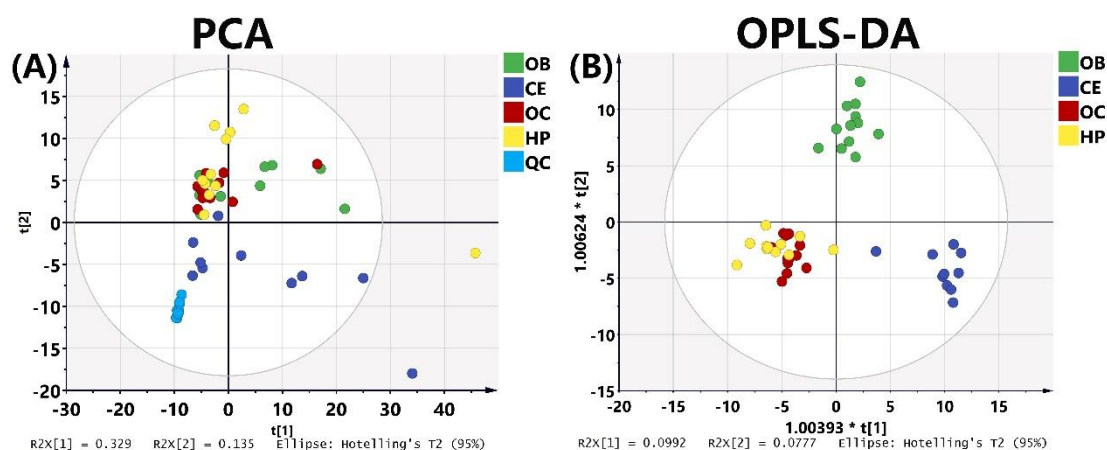 PCA
(A)
OB
CE
OC
HP
QC
t[2]
15
10
5
0
-5
-10
-15
-20
-30
-20
-10
0
10
20
30
40
t[1]
R2X[1] = 0.329 R2X[2] = 0.135 Ellipse: Hotelling's T2 (95%)
OPLS-DA
(B)
OB
CE
OC
HP
1.00624 * t[2]
10
5
0
-5
-10
-15
-20
-15
-10
-5
0
5
10
15
1.00393 * t[1]
R2X[1] = 0.0992 R2X[2] = 0.0777 Ellipse: Hotelling's T2 (95%)